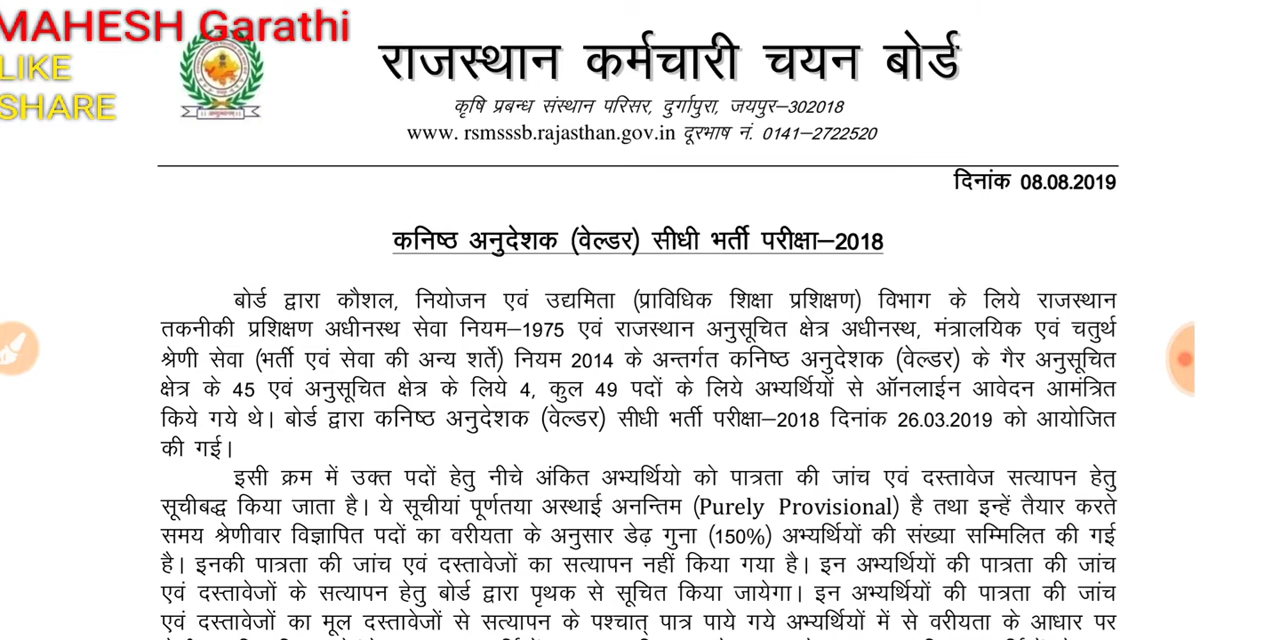 MAHESH Garathi
LIKE
SHARE
राजस्थान कर्मचारी चयन बोर्ड
कृषि प्रबन्ध संस्थान परिसर, दुर्गापुरा, जयपुर–302018
www. rsmsssb.rajasthan.gov.in दूरभाष नं. 0141–2722520
दिनांक 08.08.2019
कनिष्ठ अनुदेशक (वेल्डर) सीधी भर्ती परीक्षा–2018
बोर्ड द्वारा कौशल, नियोजन एवं उद्यमिता (प्राविधिक शिक्षा प्रशिक्षण) विभाग के लिये राजस्थान
तकनीकी प्रशिक्षण अधीनस्थ सेवा नियम–1975 एवं राजस्थान अनुसूचित क्षेत्र अधीनस्थ, मंत्रालयिक एवं चतुर्थ
श्रेणी सेवा (भर्ती एवं सेवा की अन्य शर्ते) नियम 2014 के अन्तर्गत कनिष्ठ अनुदेशक (वेल्डर) के गैर अनुसूचित
क्षेत्र के 45 एवं अनुसूचित क्षेत्र के लिये 4, कुल 49 पदों के लिये अभ्यर्थियों से ऑनलाईन आवेदन आमंत्रित
किये गये थे। बोर्ड द्वारा कनिष्ठ अनुदेशक (वेल्डर) सीधी भर्ती परीक्षा–2018 दिनांक 26.03.2019 को आयोजित
की गई।
इसी क्रम में उक्त पदों हेतु नीचे अंकित अभ्यर्थियो को पात्रता की जांच एवं दस्तावेज सत्यापन हेतु
सूचीबद्ध किया जाता है। ये सूचीयां पूर्णतया अस्थाई अनन्तिम (Purely Provisional) है तथा इन्हें तैयार करते
समय श्रेणीवार विज्ञापित पदों का वरीयता के अनुसार डेढ़ गुना (150%) अभ्यर्थियों की संख्या सम्मिलित की गई
है। इनकी पात्रता की जांच एवं दस्तावेजों का सत्यापन नहीं किया गया है। इन अभ्यर्थियों की पात्रता की जांच
एवं दस्तावेजों के सत्यापन हेतु बोर्ड द्वारा पृथक से सूचित किया जायेगा। इन अभ्यर्थियों की पात्रता की जांच
एवं दस्तावेजों का मूल दस्तावेजों से सत्यापन के पश्चात् पात्र पाये गये अभ्यर्थियों में से वरीयता के आधार पर